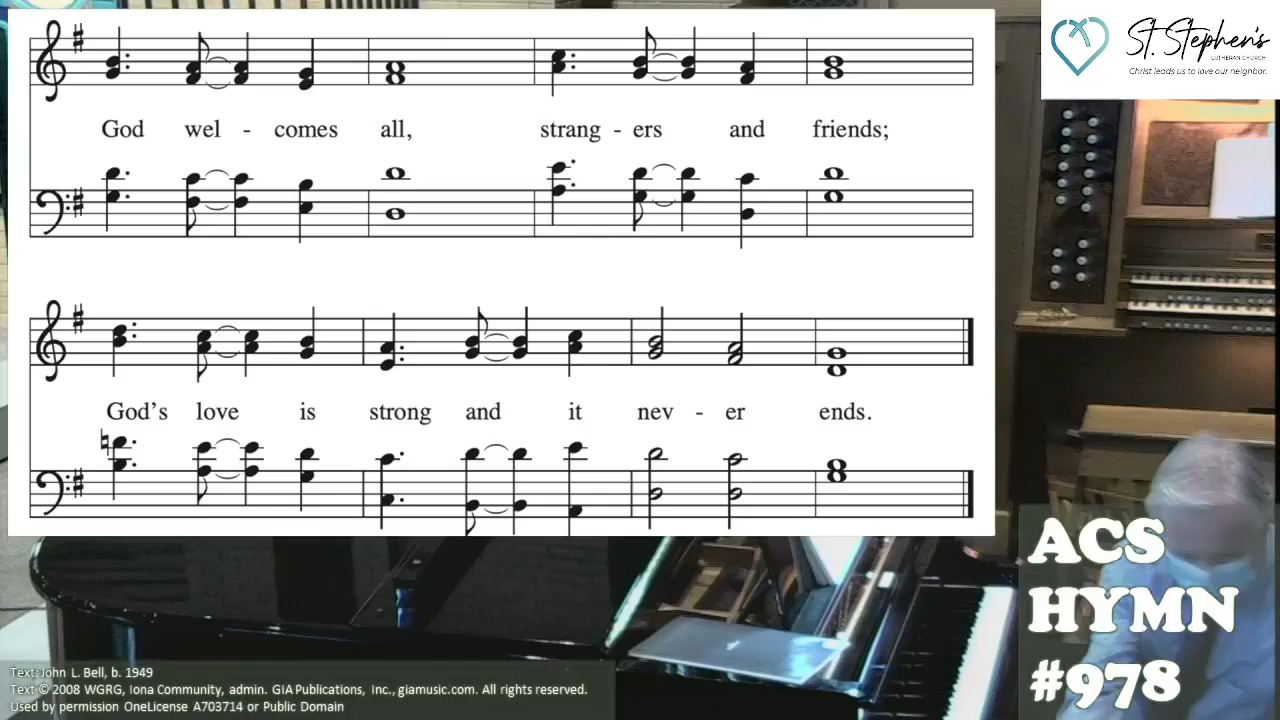 St. Stephen's
LUTHERAN CHURCH
Christ leads us to love our neighbor.
God wel - comes all, strang - ers and friends;
God's love is strong and it nev - er ends.
ACS
HYMN
#978
Text: John L. Bell, b. 1949
Text © 2008 WGRG, Iona Community, admin. GIA Publications, Inc., giamusic.com. All rights reserved.
Used by permission OneLicense A703714 or Public Domain